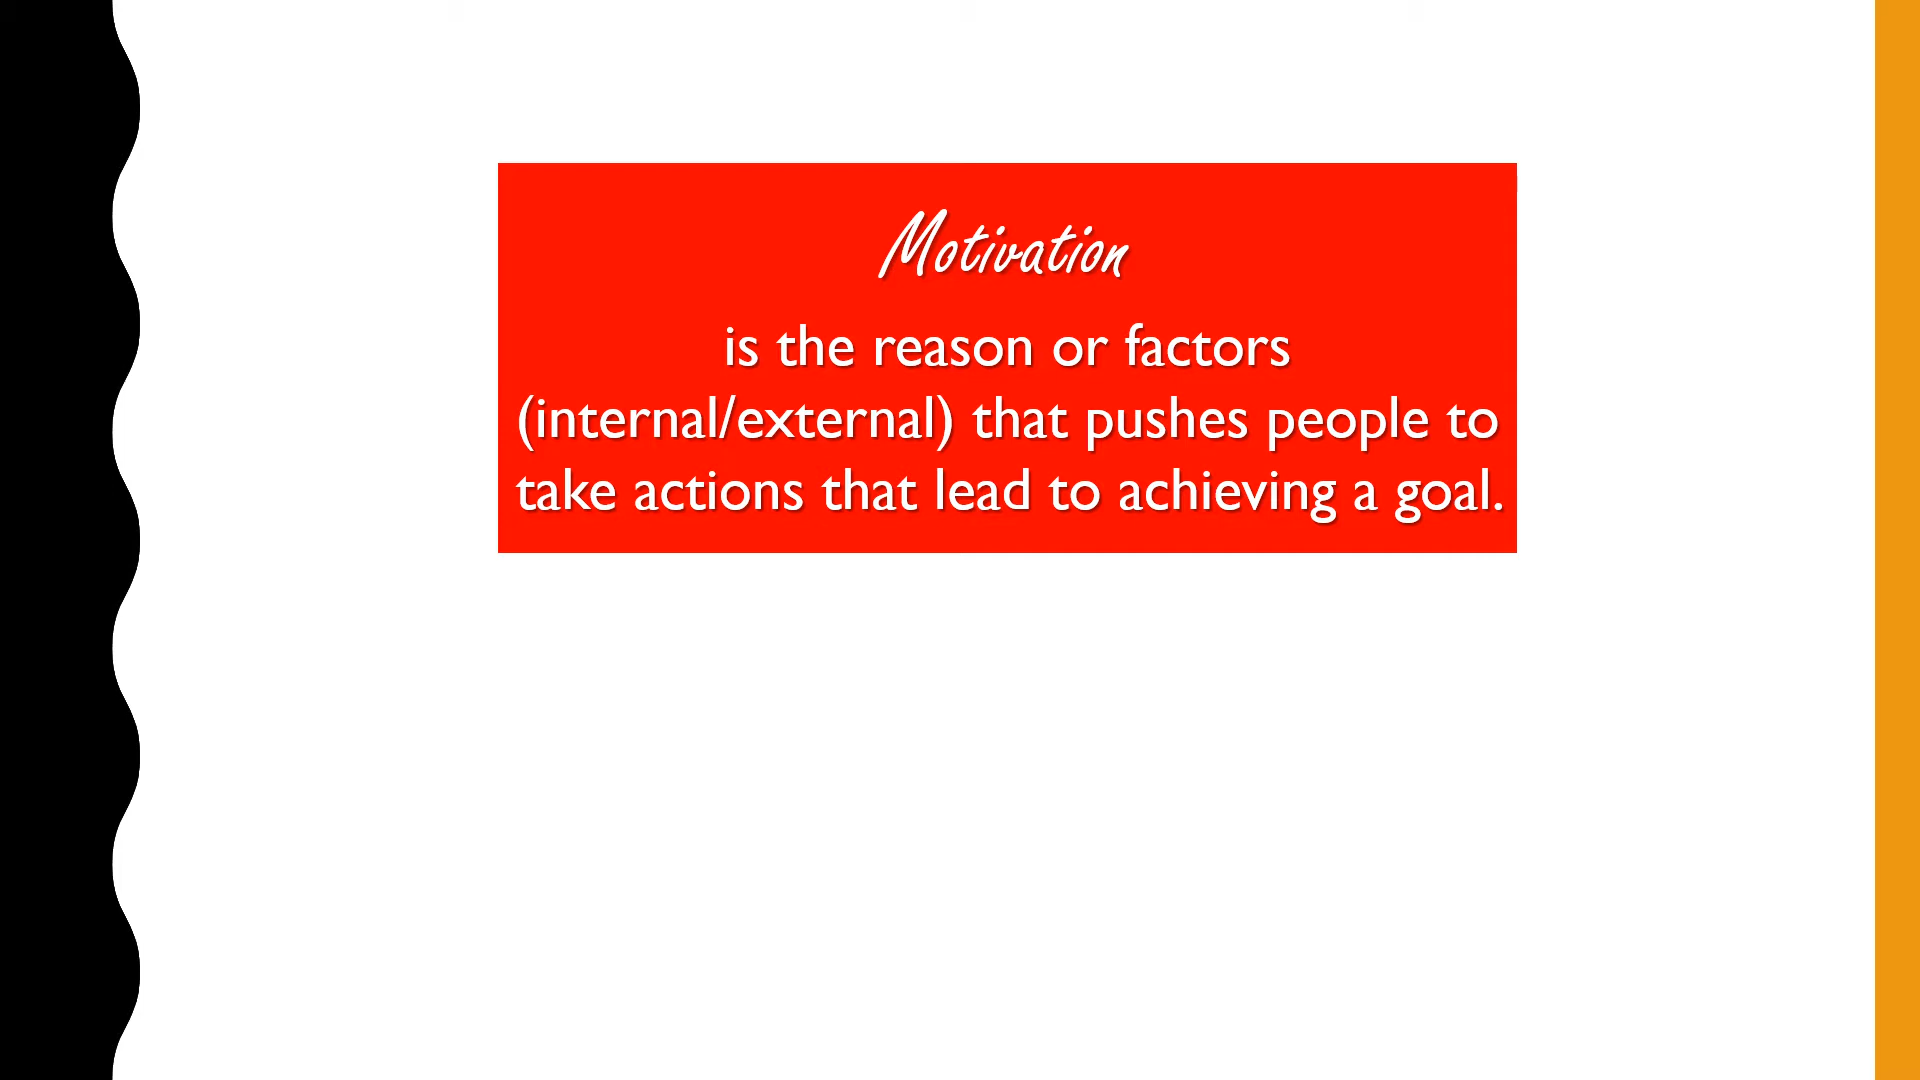 Motivation
is the reason or factors
(internal/external) that pushes people to
take actions that lead to achieving a goal.